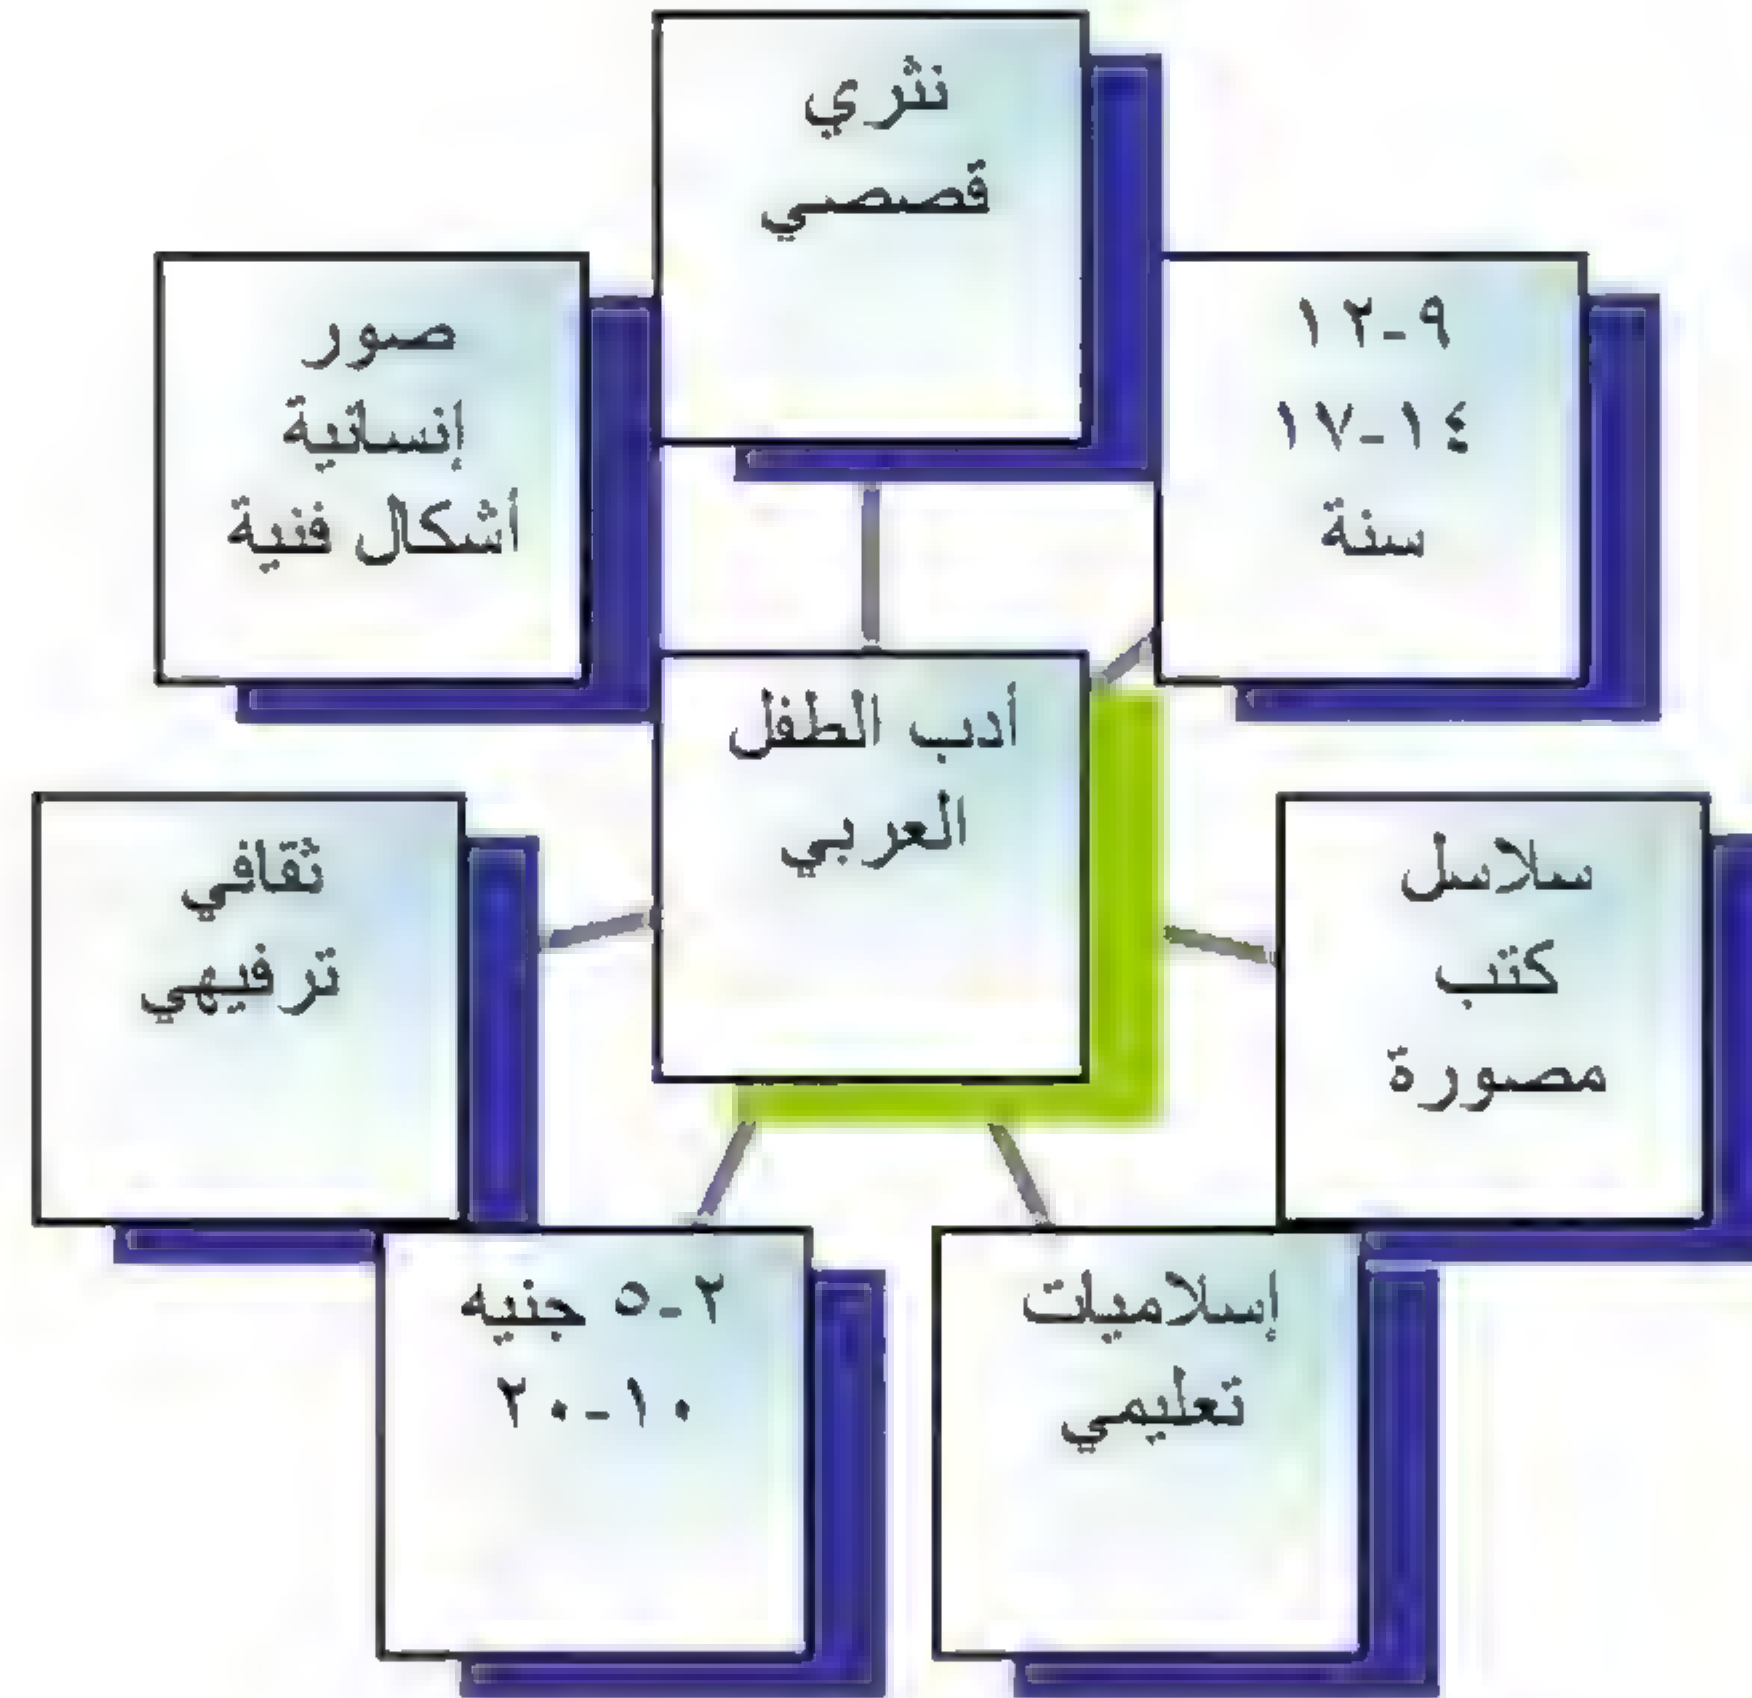 نثري
قصصي
٩-١٢
١٤-١٧
سنة
صور
إنسانية
أشكال فنية
أدب الطفل
العربي
سلاسل
كتب
مصورة
ثقافي
ترفيهي
إسلاميات
تعليمي
٢-٥ جنيه
١٠-٢٠